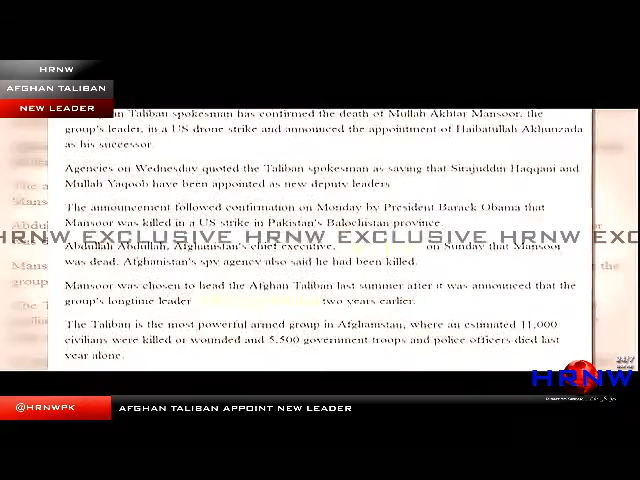 HRNW
AFGHAN TALIBAN
NEW LEADER
Taliban spokesman has confirmed the death of Mullah Akhtar Mansoor, the
group's leader, in a US drone strike and announced the appointment of Haibatullah Akhunzada
as his successor.
Agencies on Wednesday quoted the Taliban spokesman as saying that Sirajuddin Haqqani and
Mullah Yaqoob have been appointed as new deputy leaders
The announcement followed confirmation on Monday by President Barack Obama that
Mansoor was killed in a US strike in Pakistan's Balochistan province.
HRNW EXCLUSIVE HRNW EXCLUSIVE HRNW EXC
Abdullah Abdullah, Afghanistan's chief executive, on Sunday that Mansoor
was dead. Afghanistan's spy agency also said he had been killed.
Mansoor was chosen to head the Afghan Taliban last summer after it was announced that the
group's longtime leader two years earlier.
The Taliban is the most powerful armed group in Afghanistan, where an estimated 11,000
civilians were killed or wounded and 5,500 government troops and police officers died last
year alone.
24/7
HRNW
@HRNWPK
AFGHAN TALIBAN APPOINT NEW LEADER